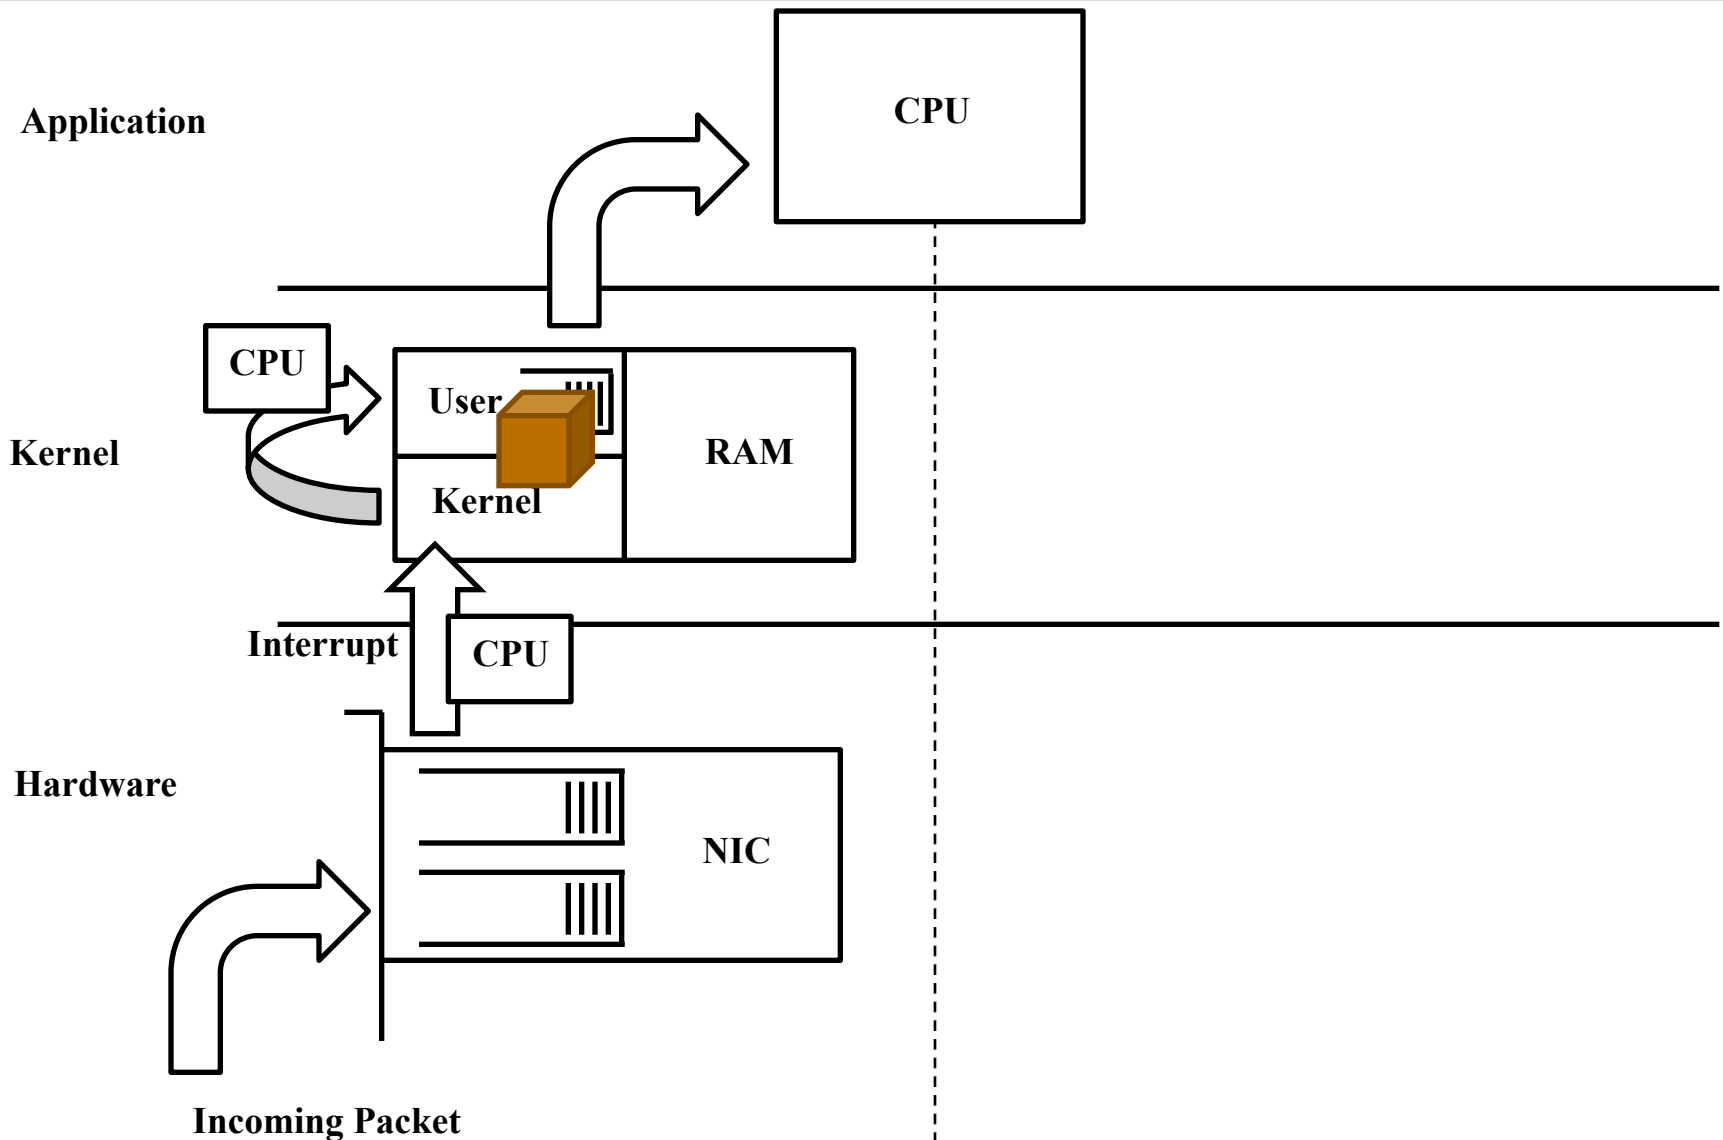 CPU
Application
CPU
User
Kernel
RAM
Kernel
Interrupt
CPU
Hardware
NIC
Incoming Packet